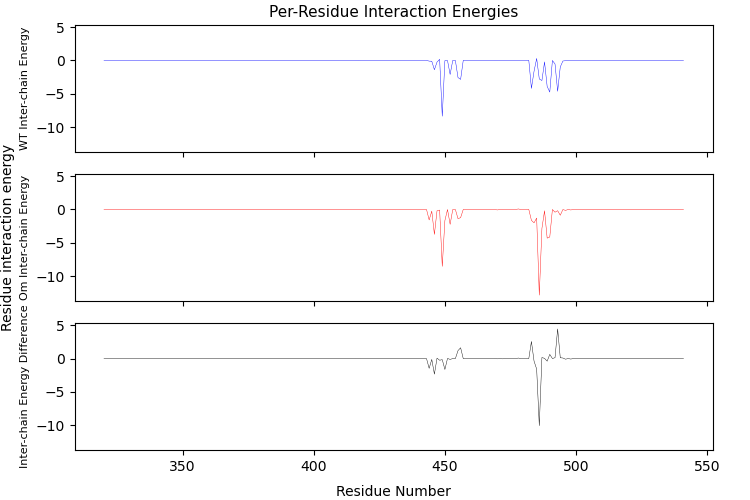 Per-Residue Interaction Energies
5
0
−5
−10
WT Inter-chain Energy
5
0
−5
−10
Om Inter-chain Energy
Residue interaction energy
5
0
−5
−10
Inter-chain Energy Difference
350
400
450
500
550
Residue Number